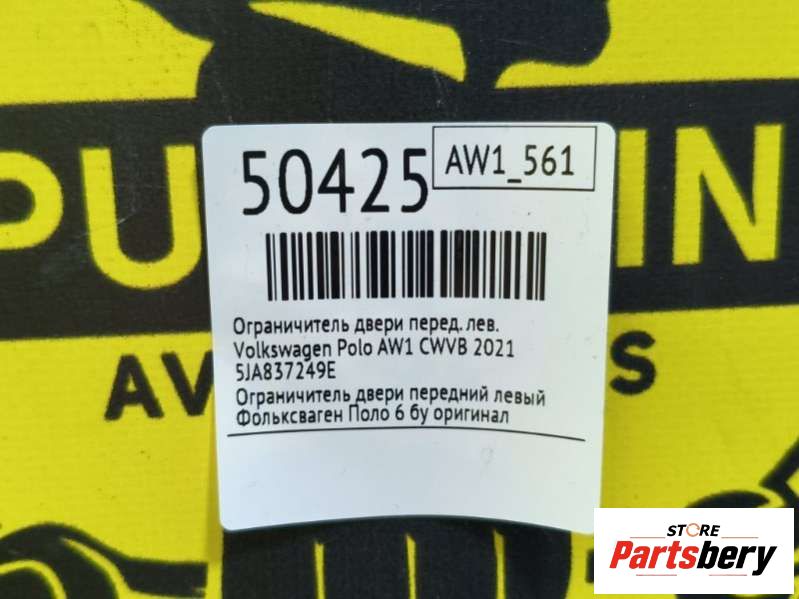 50425
AW1_561
Ограничитель двери перед. лев.
Volkswagen Polo AW1 CWVB 2021
5JA837249E
Ограничитель двери передний левый
Фольксваген Поло 6 бу оригинал
STORE
Partsbery